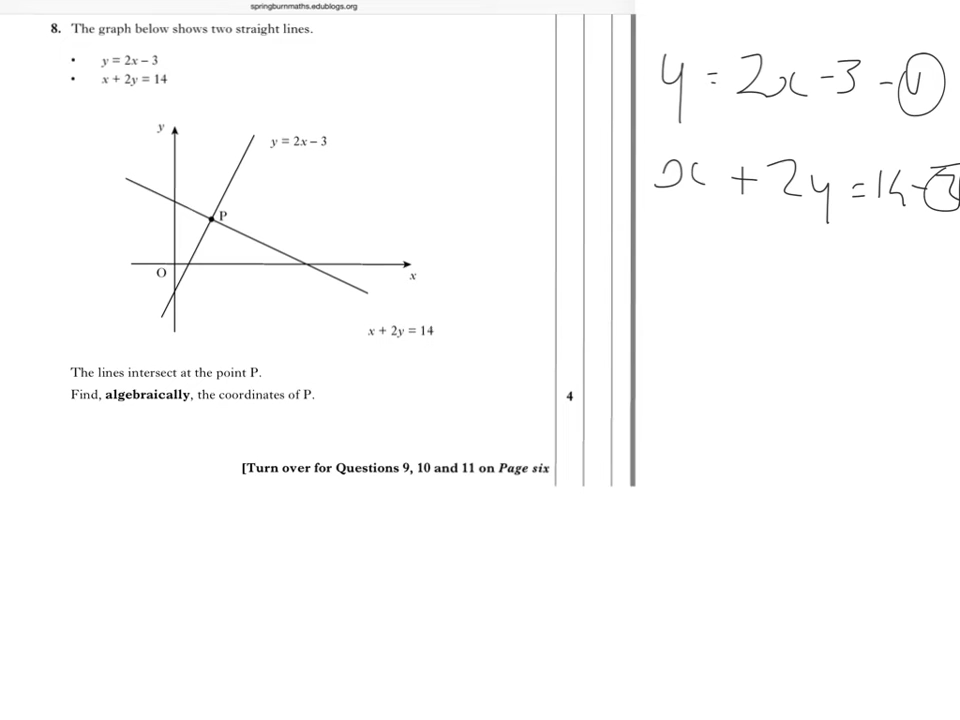 springburnmaths.edublogs.org
8. The graph below shows two straight lines.
• y = 2x – 3
• x + 2y = 14
y
y = 2x – 3
P
O
x
x + 2y = 14
The lines intersect at the point P.
Find, algebraically, the coordinates of P.
4
[Turn over for Questions 9, 10 and 11 on Page six
y = 2x - 3 - ①
x + 2y = 14 - ②